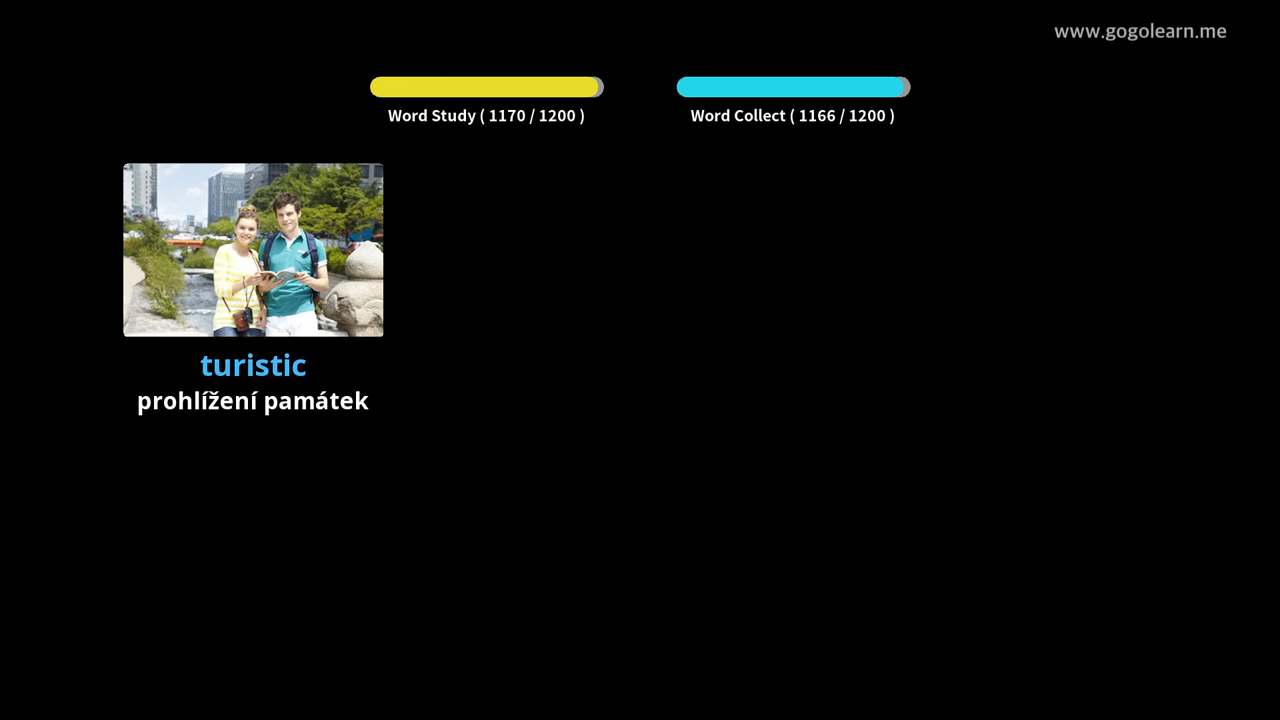 www.gogolearn.me
Word Study ( 1170 / 1200 )
Word Collect ( 1166 / 1200 )
turistic
prohlížení památek